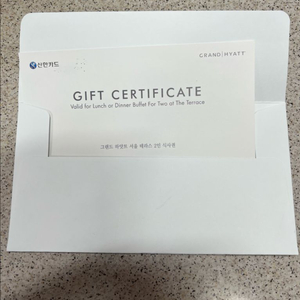 신한카드
GRAND | HYATT
GIFT CERTIFICATE
Valid for Lunch or Dinner Buffet For Two at The Terrace
그랜드 하얏트 서울 테라스 2인 식사권